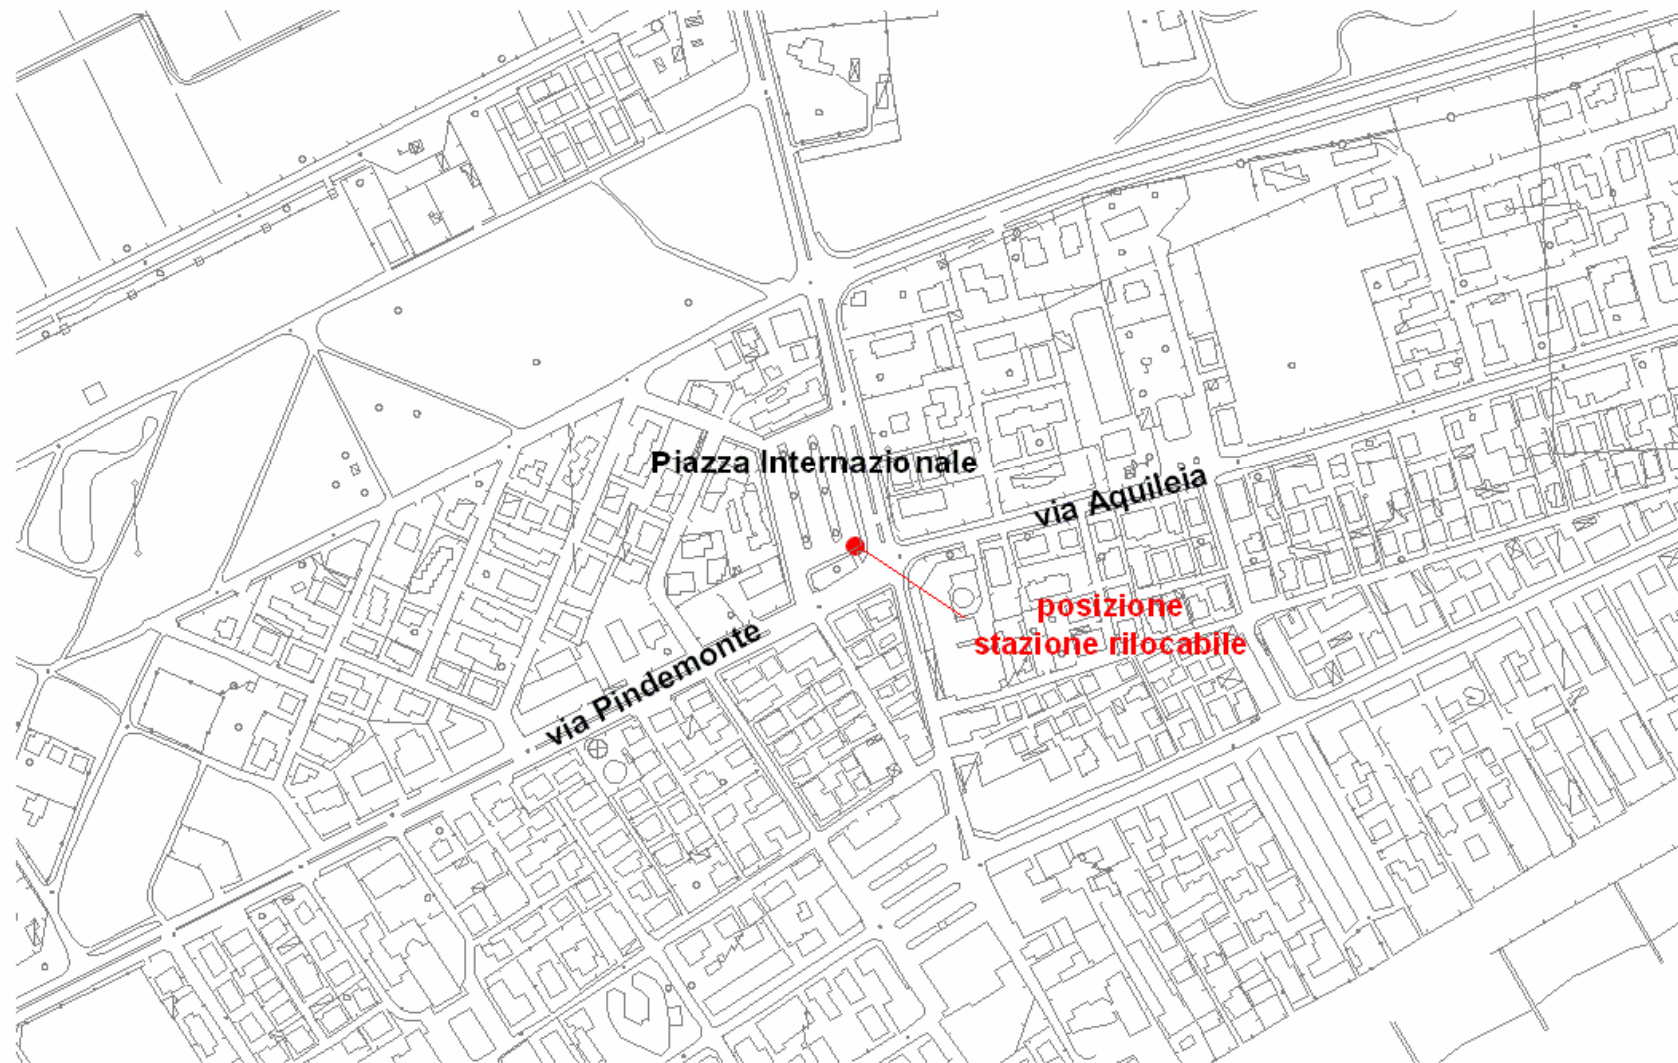 Piazza Internazionale
via Aquileia
posizione
stazione rilocabile
via Pindemonte